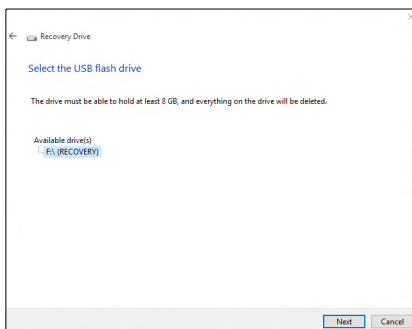 Recovery Drive
Select the USB flash drive
The drive must be able to hold at least 8 GB, and everything on the drive will be deleted.
Available drive(s)
F:\ (RECOVERY)
Next Cancel